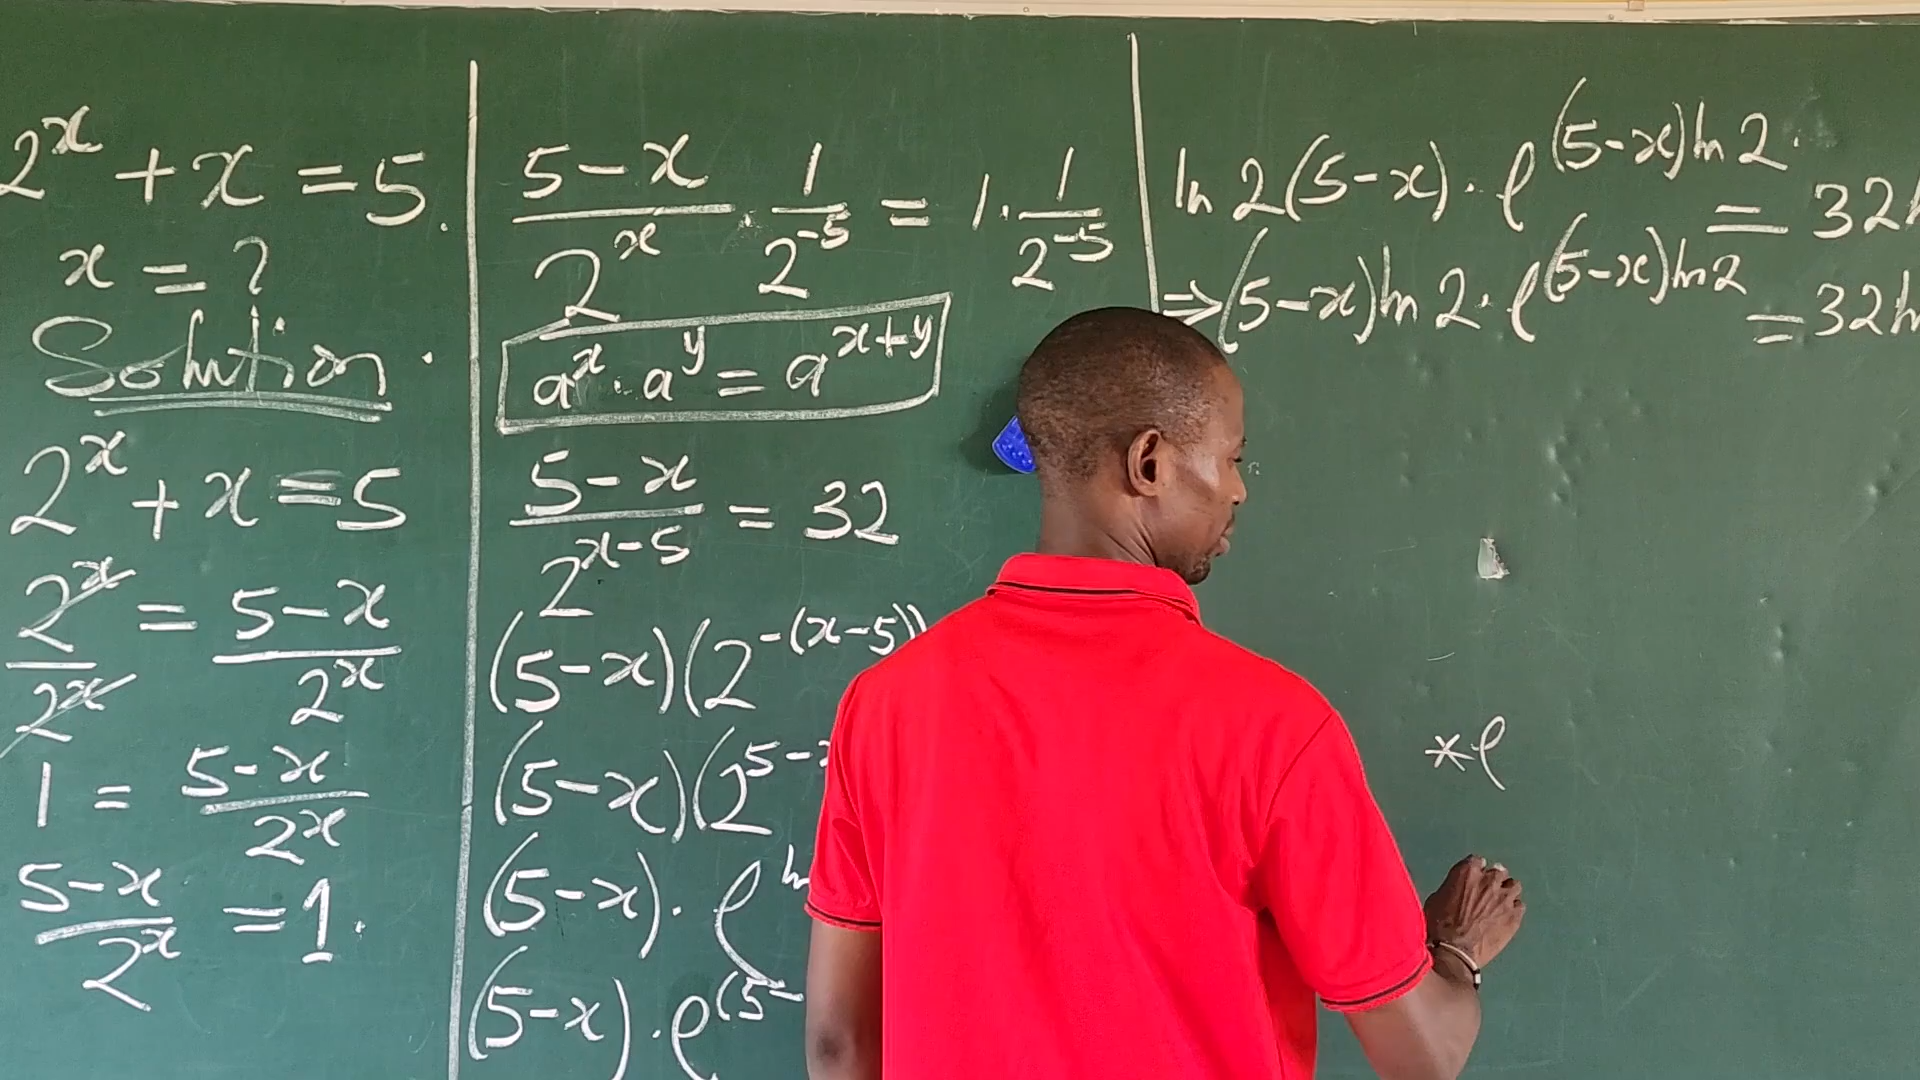 2^x + x = 5.
x = ?
Solution.
2^x + x = 5
2^x/2^x = (5-x)/2^x
1 = (5-x)/2^x
(5-x)/2^x = 1.
(5-x)/2^x · 1/2^-5 = 1 · 1/2^-5
a^x · a^y = a^(x+y)
(5-x)/2^(x-5) = 32
(5-x)(2^-(x-5))
(5-x)(2^5-
(5-x) · e^ln
(5-x) · e^(5-
ln 2(5-x) · e^(5-x)ln 2 = 32
⇒ (5-x)ln 2 · e^(5-x)ln 2 = 32 ln
* e